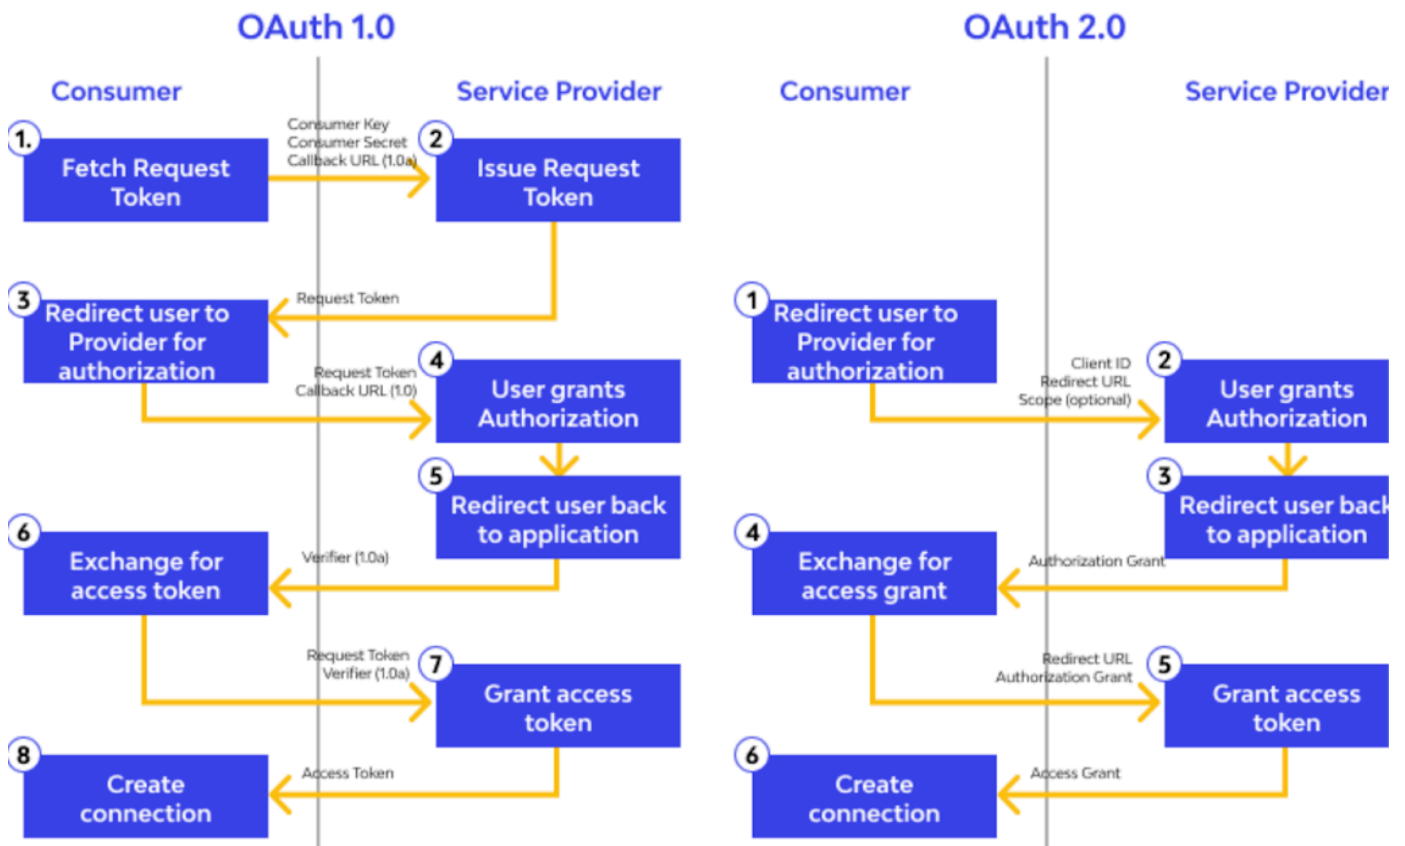 OAuth 1.0
Consumer
Service Provider
1.
Fetch Request
Token
Consumer Key
Consumer Secret
Callback URL (1.0a)
2
Issue Request
Token
Request Token
3
Redirect user to
Provider for
authorization
Request Token
Callback URL (1.0)
4
User grants
Authorization
5
Redirect user back
to application
Verifier (1.0a)
6
Exchange for
access token
Request Token
Verifier (1.0a)
7
Grant access
token
Access Token
8
Create
connection
OAuth 2.0
Consumer
Service Provider
1
Redirect user to
Provider for
authorization
Client ID
Redirect URL
Scope (optional)
2
User grants
Authorization
3
Redirect user back
to application
Authorization Grant
4
Exchange for
access grant
Redirect URL
Authorization Grant
5
Grant access
token
Access Grant
6
Create
connection